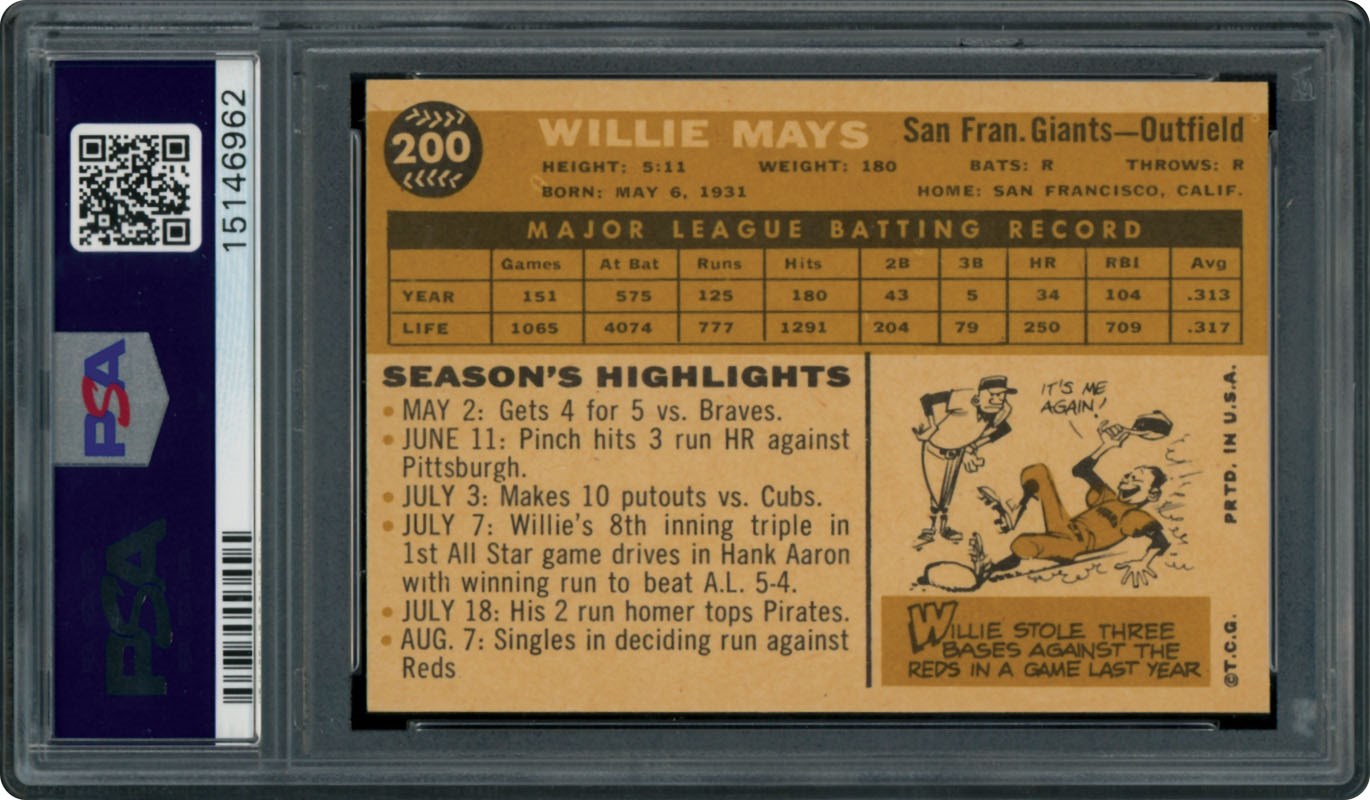 15146962
PSA
PSA
200
WILLIE MAYS San Fran. Giants—Outfield
HEIGHT: 5:11 WEIGHT: 180 BATS: R THROWS: R
BORN: MAY 6, 1931 HOME: SAN FRANCISCO, CALIF.
MAJOR LEAGUE BATTING RECORD
Games At Bat Runs Hits 2B 3B HR RBI Avg
YEAR 151 575 125 180 43 5 34 104 .313
LIFE 1065 4074 777 1291 204 79 250 709 .317
SEASON'S HIGHLIGHTS
• MAY 2: Gets 4 for 5 vs. Braves.
• JUNE 11: Pinch hits 3 run HR against
Pittsburgh.
• JULY 3: Makes 10 putouts vs. Cubs.
• JULY 7: Willie's 8th inning triple in
1st All Star game drives in Hank Aaron
with winning run to beat A.L. 5-4.
• JULY 18: His 2 run homer tops Pirates.
• AUG. 7: Singles in deciding run against
Reds
IT'S ME
AGAIN!
WILLIE STOLE THREE
BASES AGAINST THE
REDS IN A GAME LAST YEAR
©T.C.G. PRTD. IN U.S.A.